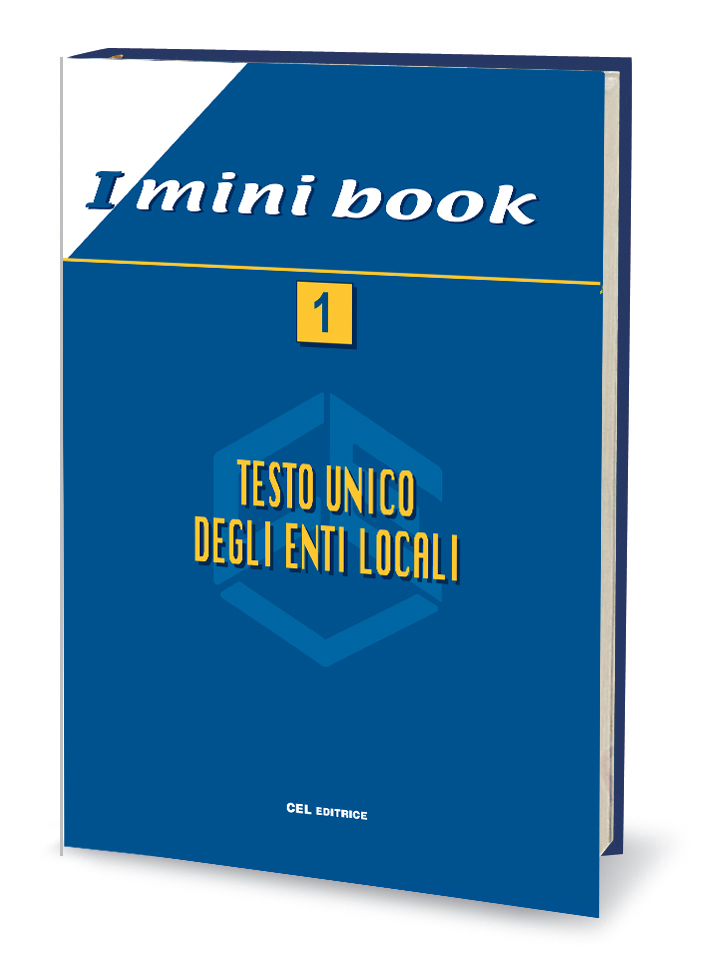 I mini book
1
TESTO UNICO
DEGLI ENTI LOCALI
CEL EDITRICE